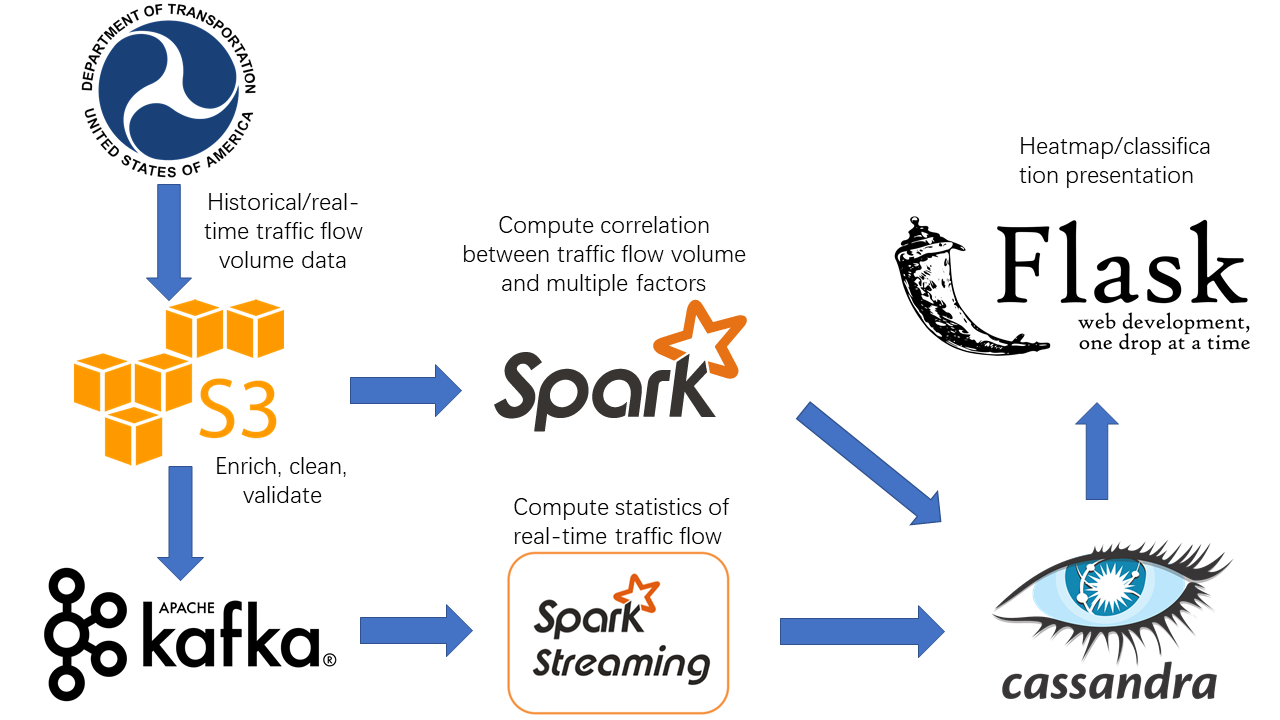 DEPARTMENT OF TRANSPORTATION
UNITED STATES OF AMERICA
Historical/real-
time traffic flow
volume data
S3
Enrich, clean,
validate
APACHE
kafka®
Compute correlation
between traffic flow volume
and multiple factors
Spark
Compute statistics of
real-time traffic flow
Spark
Streaming
Heatmap/classifica
tion presentation
Flask
web development,
one drop at a time
cassandra